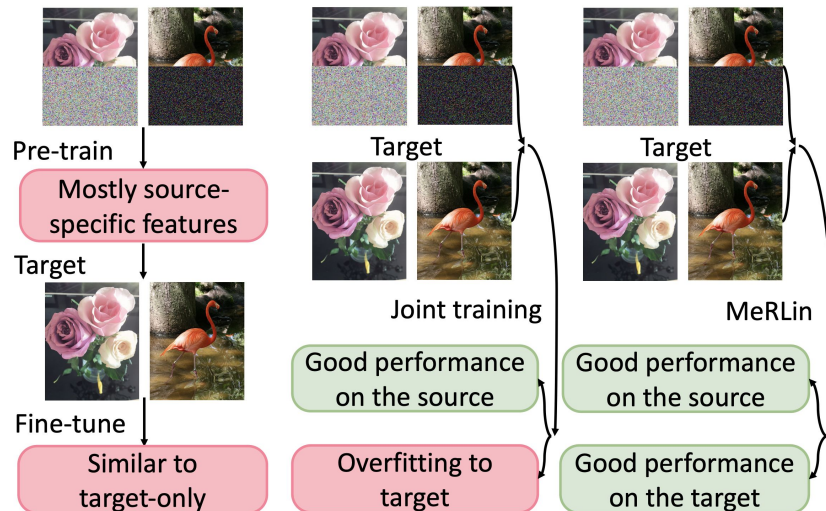 Pre-train
Mostly source-
specific features
Target
Fine-tune
Similar to
target-only
Target
Joint training
Good performance
on the source
Overfitting to
target
Target
MeRLin
Good performance
on the source
Good performance
on the target